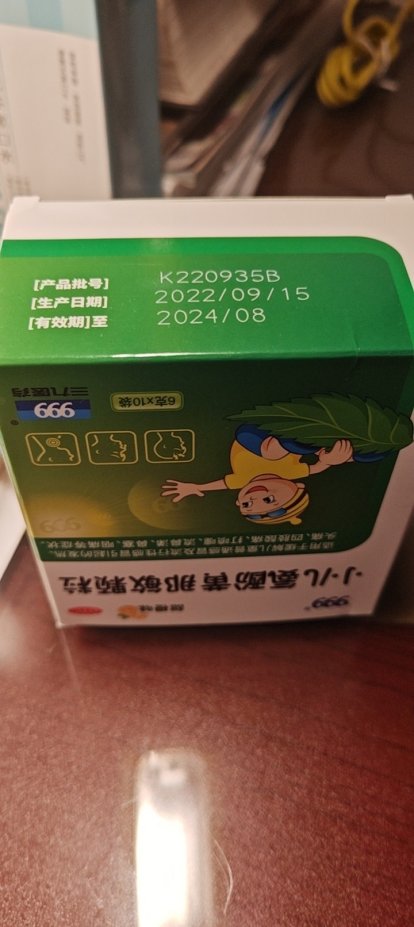 [产品批号] K220935B
[生产日期] 2022/09/15
[有效期]至 2024/08
999®
小儿氨酚黄那敏颗粒
甜橙味
适用于缓解儿童普通感冒及流行性感冒引起的发热、
头痛、四肢酸痛、打喷嚏、流鼻涕、鼻塞、咽痛等症状
6克x10袋
999
三九医药